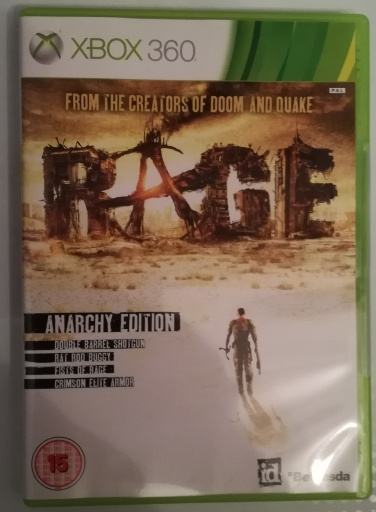 XBOX 360
PAL
FROM THE CREATORS OF DOOM AND QUAKE
RAGE
ANARCHY EDITION
DOUBLE BARREL SHOTGUN
RAT ROD BUGGY
FISTS OF RAGE
CRIMSON ELITE ARMOR
15
id
Bethesda